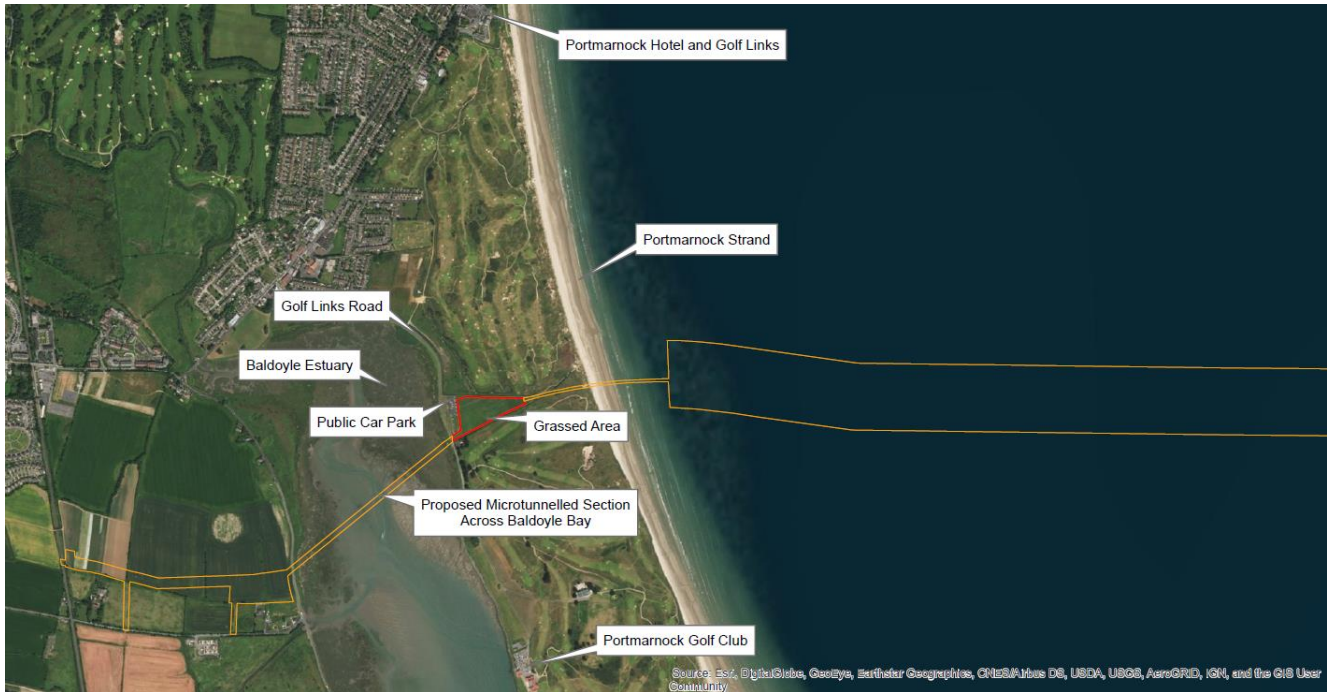 Portmarnock Hotel and Golf Links
Portmarnock Strand
Golf Links Road
Baldoyle Estuary
Public Car Park
Grassed Area
Proposed Microtunnelled Section
Across Baldoyle Bay
Portmarnock Golf Club
Source: Esri, DigitalGlobe, GeoEye, Earthstar Geographics, CNES/Airbus DS, USDA, USGS, AeroGRID, IGN, and the GIS User
Community